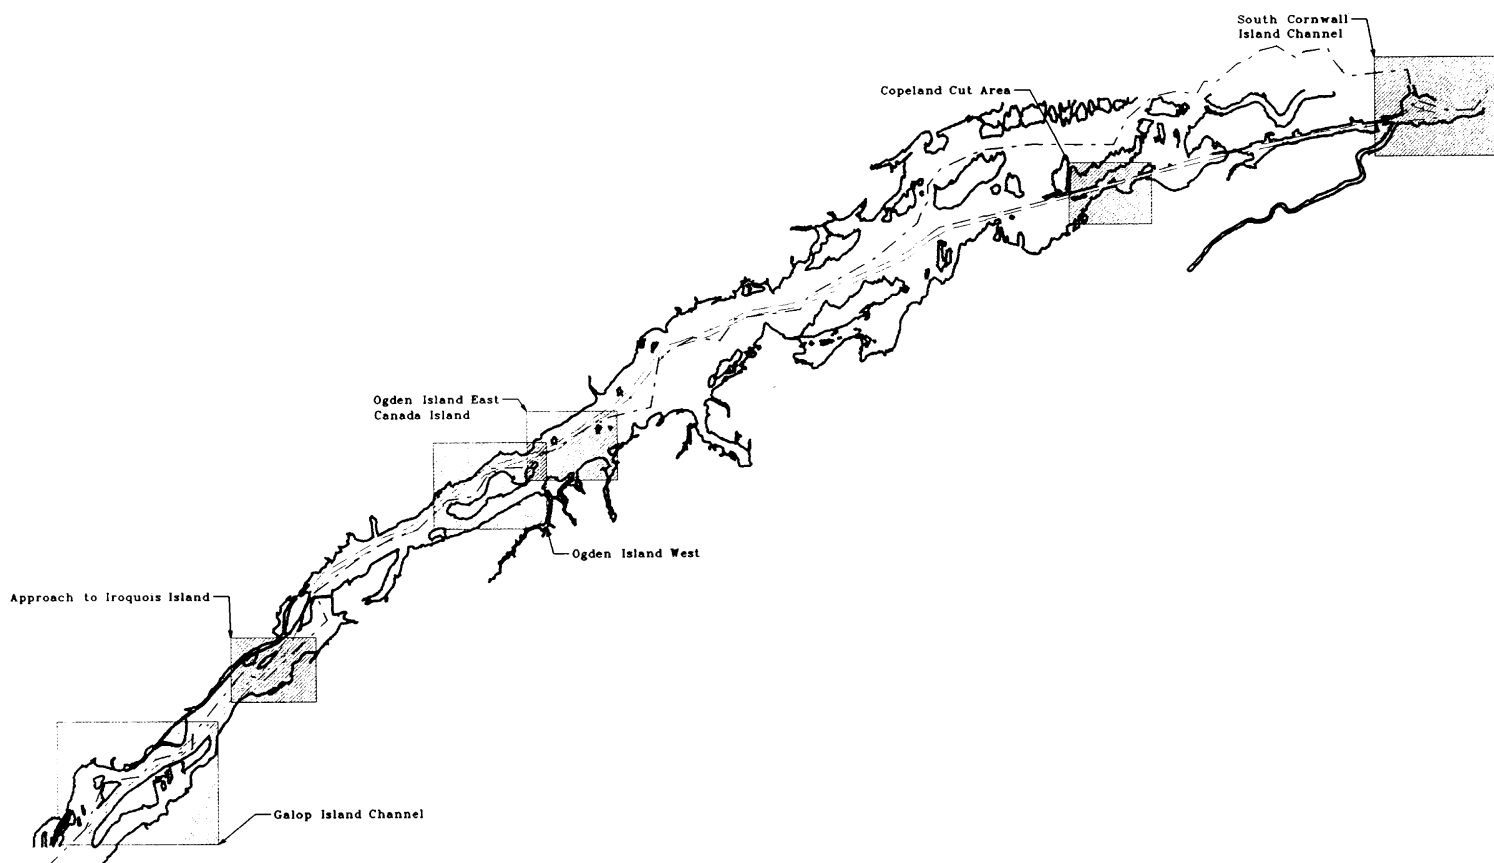 South Cornwall
Island Channel
Copeland Cut Area
Ogden Island East
Canada Island
Ogden Island West
Approach to Iroquois Island
Galop Island Channel